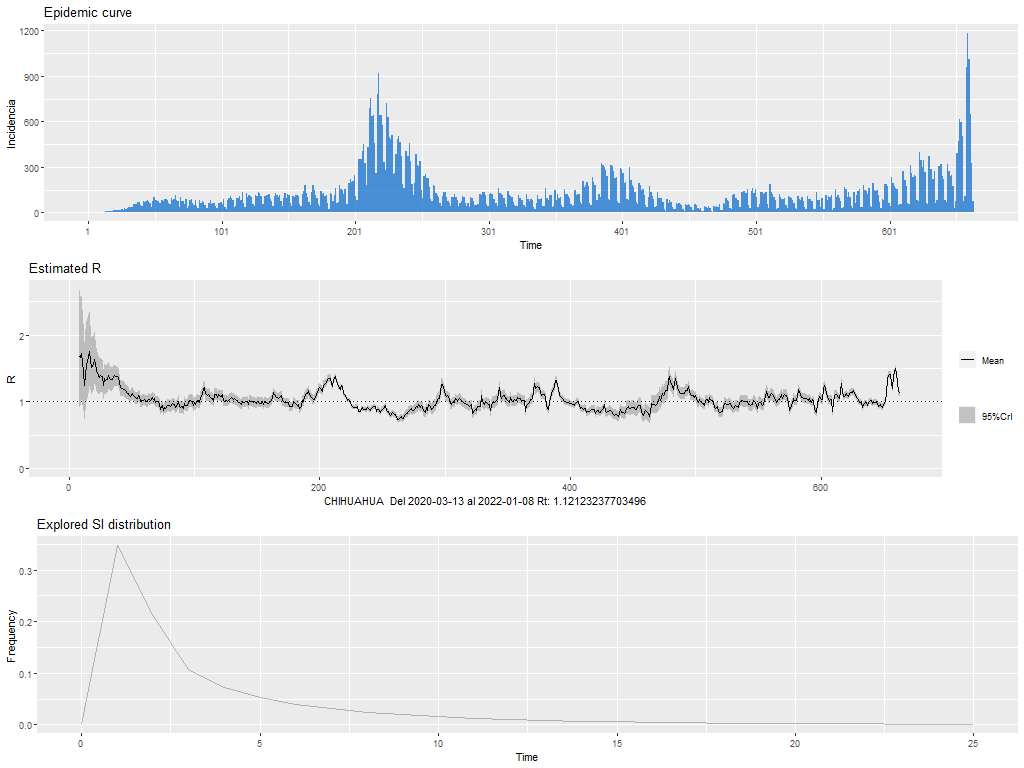 Epidemic curve
1200
900
600
300
0
Incidencia
1 101 201 301 401 501 601
Time
Estimated R
2
1
0
R
0 200 400 600
CHIHUAHUA Del 2020-03-13 al 2022-01-08 Rt: 1.12123237703496
Mean
95%CrI
Explored SI distribution
0.3
0.2
0.1
0.0
Frequency
0 5 10 15 20 25
Time